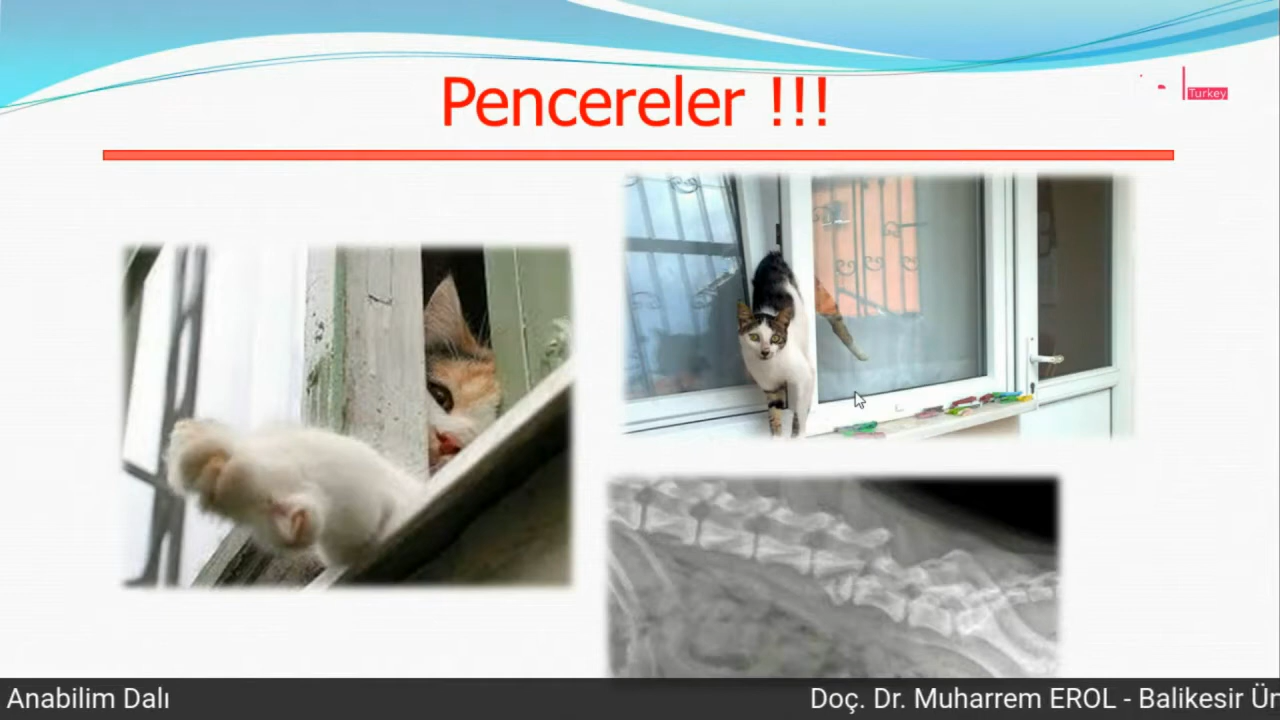 Pencereler !!!
Turkey
Anabilim Dalı
Doç. Dr. Muharrem EROL - Balikesir Ün